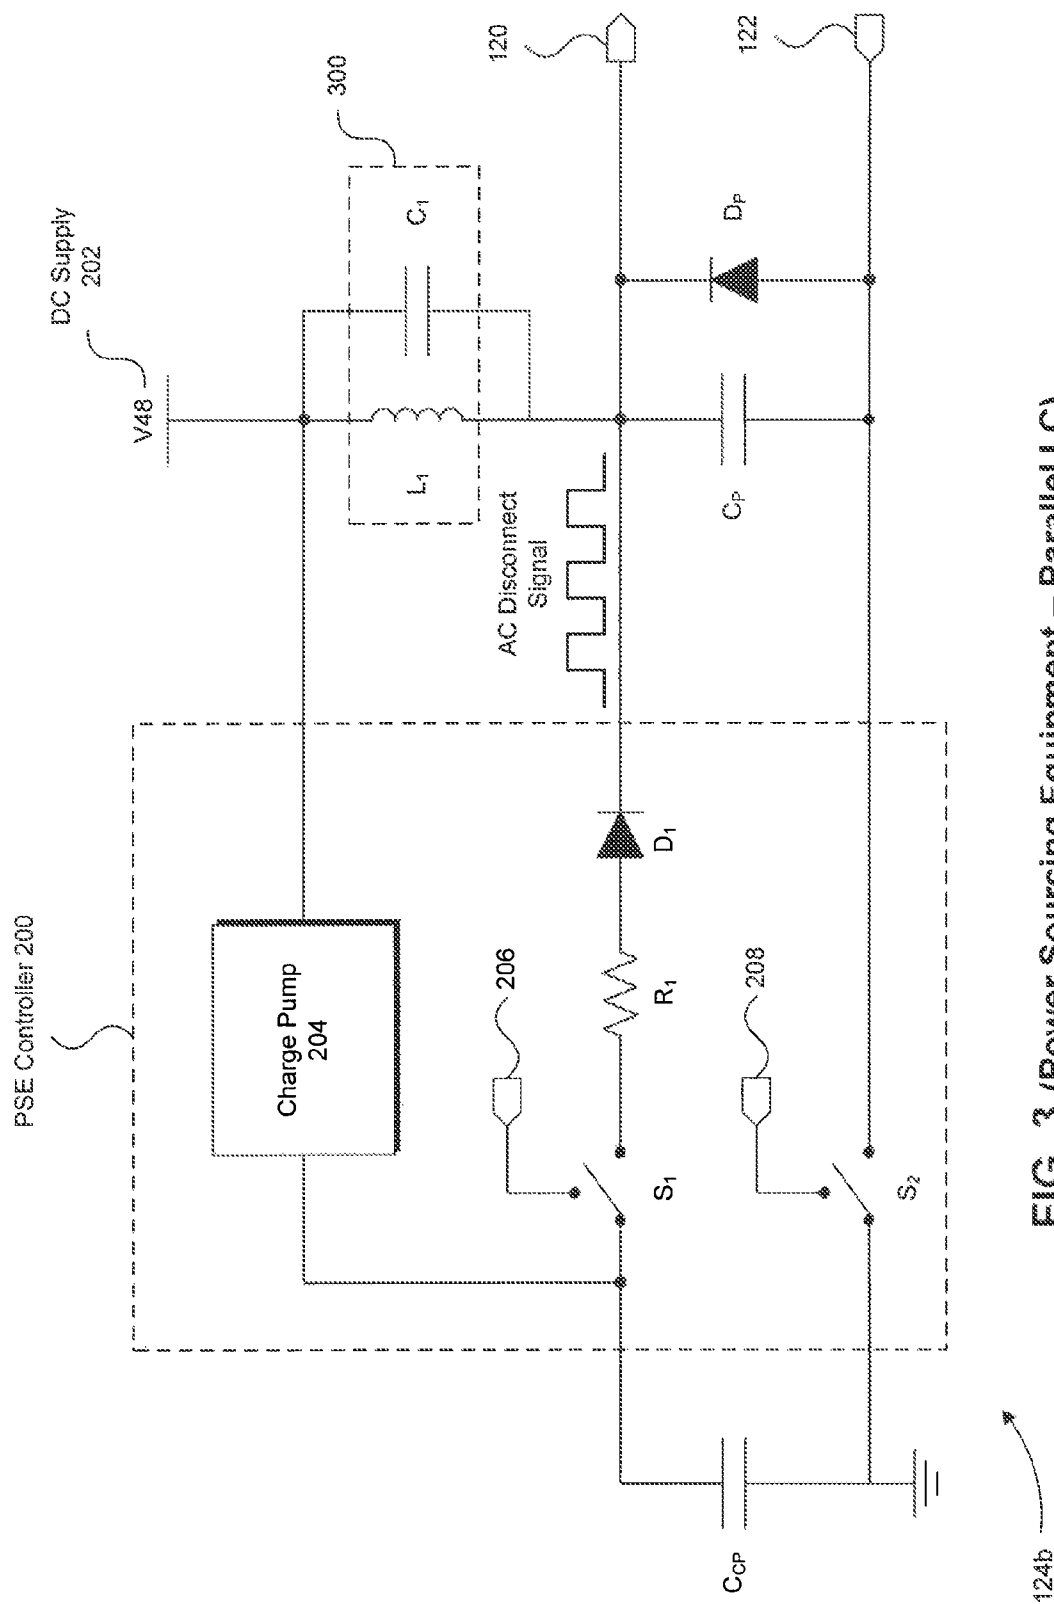 PSE Controller 200
DC Supply
202
V48
300
C₁
L₁
120
122
Charge Pump
204
AC Disconnect
Signal
206
S₁
R₁
D₁
208
S₂
Cₚ
Dₚ
C_CP
124b
FIG. 3 (Power Sourcing Equipment – Parallel LC)